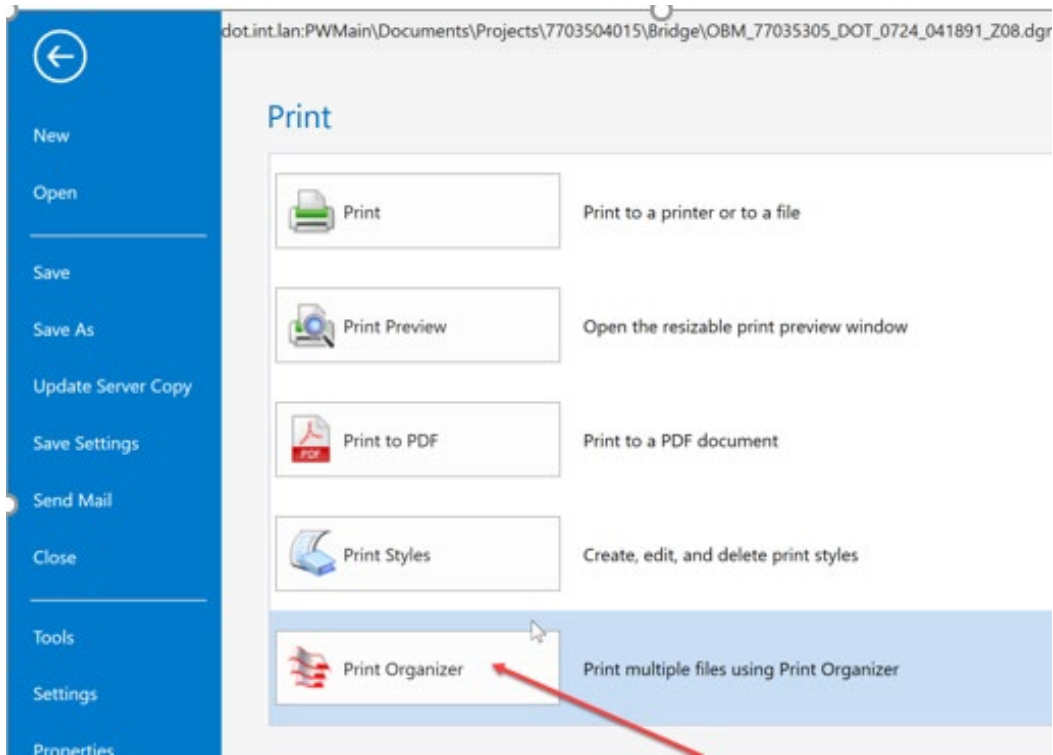 dot.int.lan:PWMain\Documents\Projects\7703504015\Bridge\OBM_77035305_DOT_0724_041891_Z08.dgn
Print
New
Open
Save
Save As
Update Server Copy
Save Settings
Send Mail
Close
Tools
Settings
Properties
Print
Print to a printer or to a file
Print Preview
Open the resizable print preview window
PDF
Print to PDF
Print to a PDF document
Print Styles
Create, edit, and delete print styles
Print Organizer
Print multiple files using Print Organizer